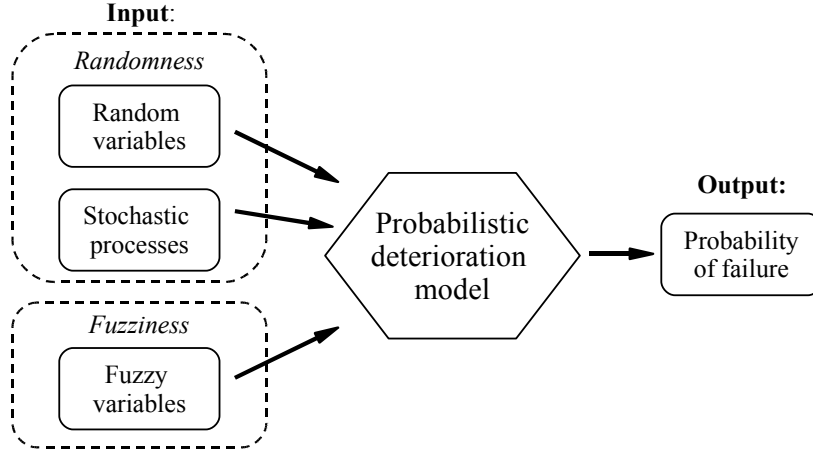 Input:
Randomness
Random
variables
Stochastic
processes
Fuzziness
Fuzzy
variables
Probabilistic
deterioration
model
Output:
Probability
of failure